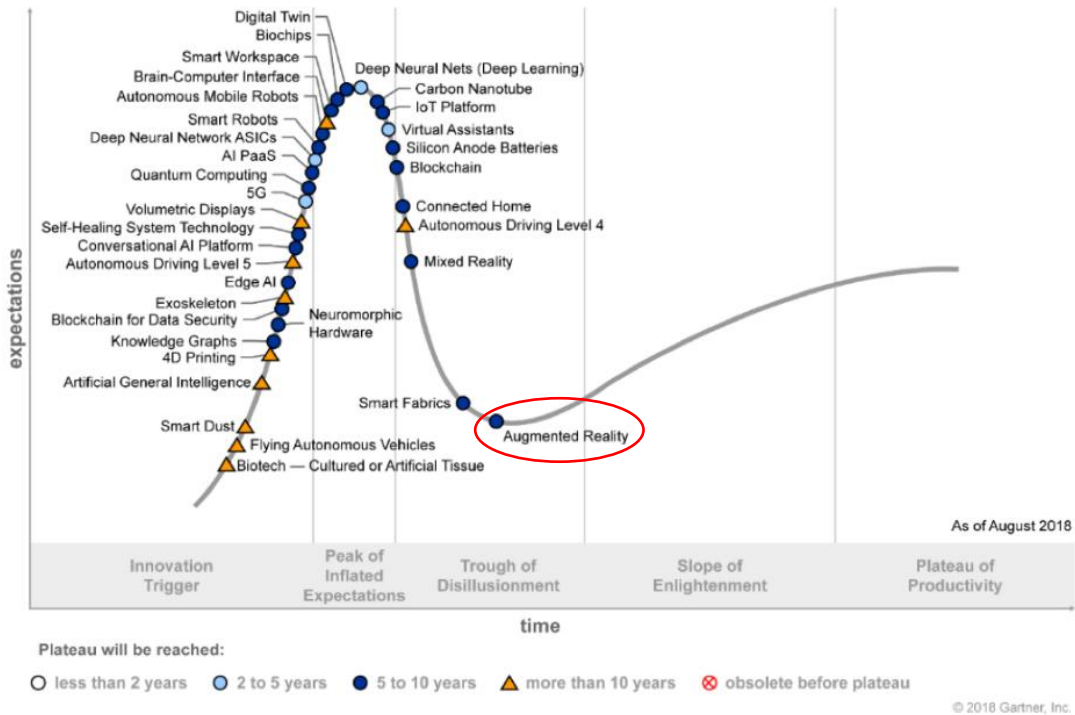 Digital Twin
Biochips
Smart Workspace
Brain-Computer Interface
Autonomous Mobile Robots
Smart Robots
Deep Neural Network ASICs
AI PaaS
Quantum Computing
5G
Volumetric Displays
Self-Healing System Technology
Conversational AI Platform
Autonomous Driving Level 5
Edge AI
Exoskeleton
Blockchain for Data Security
Neuromorphic
Hardware
Knowledge Graphs
4D Printing
Artificial General Intelligence
Smart Dust
Flying Autonomous Vehicles
Biotech — Cultured or Artificial Tissue
Deep Neural Nets (Deep Learning)
Carbon Nanotube
IoT Platform
Virtual Assistants
Silicon Anode Batteries
Blockchain
Connected Home
Autonomous Driving Level 4
Mixed Reality
Smart Fabrics
Augmented Reality
expectations
As of August 2018
Innovation
Trigger
Peak of
Inflated
Expectations
Trough of
Disillusionment
Slope of
Enlightenment
Plateau of
Productivity
time
Plateau will be reached:
less than 2 years
2 to 5 years
5 to 10 years
more than 10 years
obsolete before plateau
© 2018 Gartner, Inc.